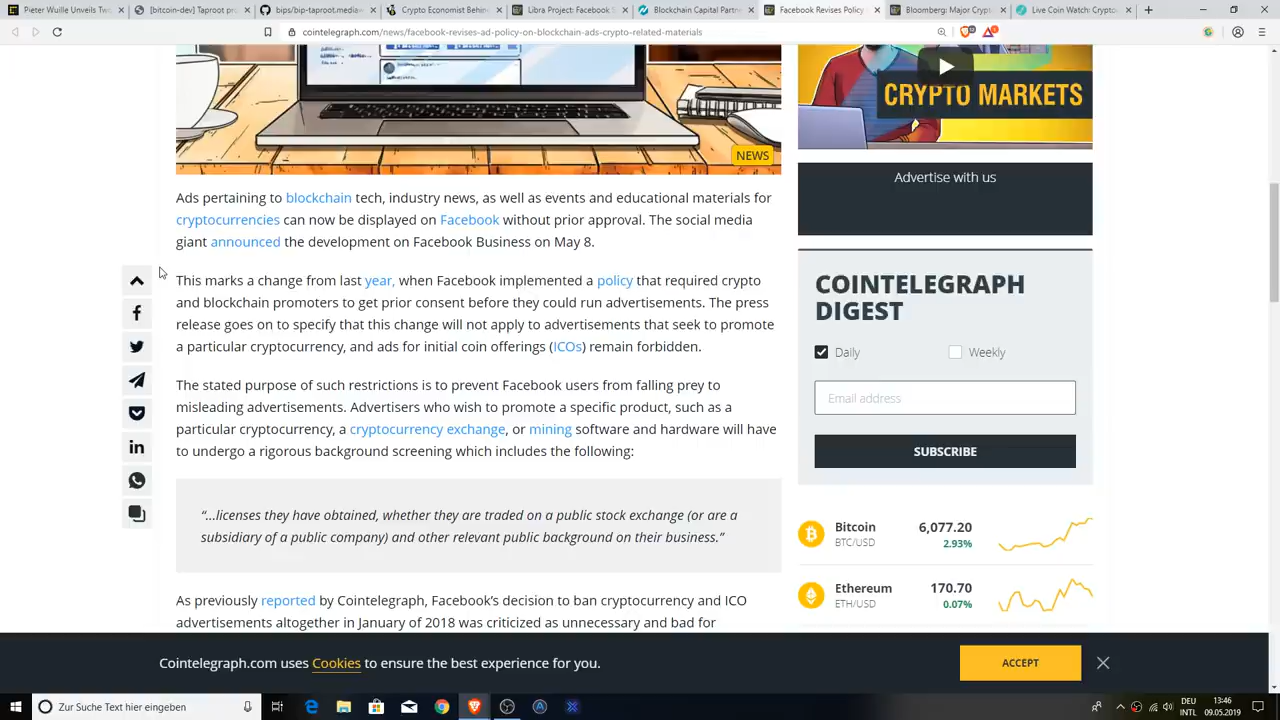 Pieter Wuille Unveils Two
[bitcoin-dev] Taproot pro
bips/bip-taproot.media
Crypto Economist Behin
Libra Project: Facebook S
Blockchain Capital Partne
Facebook Revises Policy
Bloomberg: Major Crypt
Live Coin Watch: Crypto
cointelegraph.com/news/facebook-revises-ad-policy-on-blockchain-ads-crypto-related-materials
CRYPTO MARKETS
NEWS
Advertise with us
Ads pertaining to blockchain tech, industry news, as well as events and educational materials for
cryptocurrencies can now be displayed on Facebook without prior approval. The social media
giant announced the development on Facebook Business on May 8.
This marks a change from last year, when Facebook implemented a policy that required crypto
and blockchain promoters to get prior consent before they could run advertisements. The press
release goes on to specify that this change will not apply to advertisements that seek to promote
a particular cryptocurrency, and ads for initial coin offerings (ICOs) remain forbidden.
The stated purpose of such restrictions is to prevent Facebook users from falling prey to
misleading advertisements. Advertisers who wish to promote a specific product, such as a
particular cryptocurrency, a cryptocurrency exchange, or mining software and hardware will have
to undergo a rigorous background screening which includes the following:
“…licenses they have obtained, whether they are traded on a public stock exchange (or are a
subsidiary of a public company) and other relevant public background on their business.”
As previously reported by Cointelegraph, Facebook’s decision to ban cryptocurrency and ICO
advertisements altogether in January of 2018 was criticized as unnecessary and bad for
COINTELEGRAPH
DIGEST
Daily
Weekly
Email address
SUBSCRIBE
Bitcoin
6,077.20
BTC/USD
2.93%
Ethereum
170.70
ETH/USD
0.07%
Cointelegraph.com uses Cookies to ensure the best experience for you.
ACCEPT
Zur Suche Text hier eingeben
DEU
INTL
13:46
09.05.2019